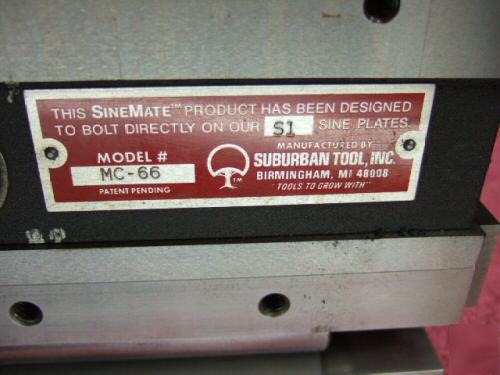 THIS SINEMATE™ PRODUCT HAS BEEN DESIGNED
TO BOLT DIRECTLY ON OUR S1 SINE PLATES.
MODEL #
MC-66
PATENT PENDING
TM
MANUFACTURED BY
SUBURBAN TOOL, INC.
BIRMINGHAM, MI 48008
"TOOLS TO GROW WITH"